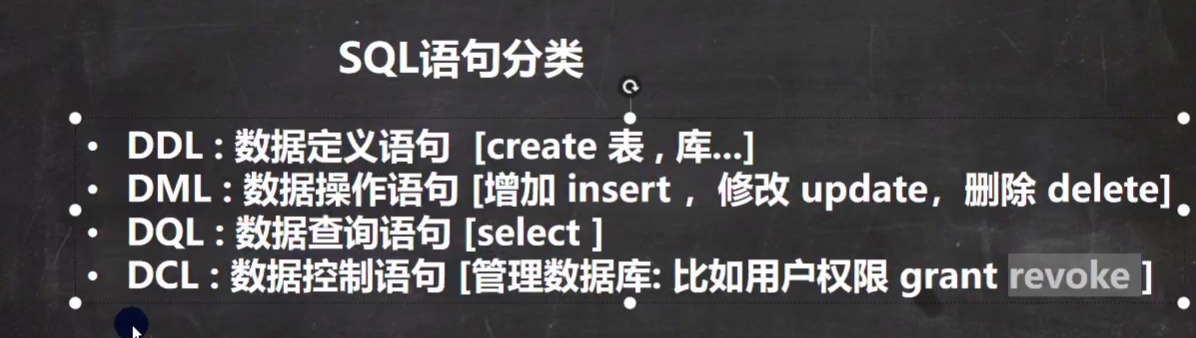 SQL语句分类
• DDL : 数据定义语句 [create 表 , 库...]
• DML : 数据操作语句 [增加 insert ，修改 update，删除 delete]
• DQL : 数据查询语句 [select ]
• DCL : 数据控制语句 [管理数据库: 比如用户权限 grant revoke ]